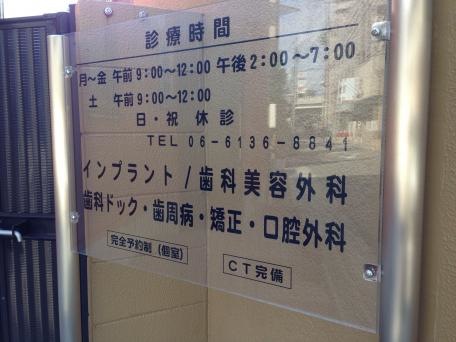 診療時間
月～金 午前9:00～12:00 午後2:00～7:00
土 午前9:00～12:00
日・祝 休診
TEL 06-6136-8841
インプラント/歯科美容外科
歯科ドック・歯周病・矯正・口腔外科
完全予約制(個室)
CT完備